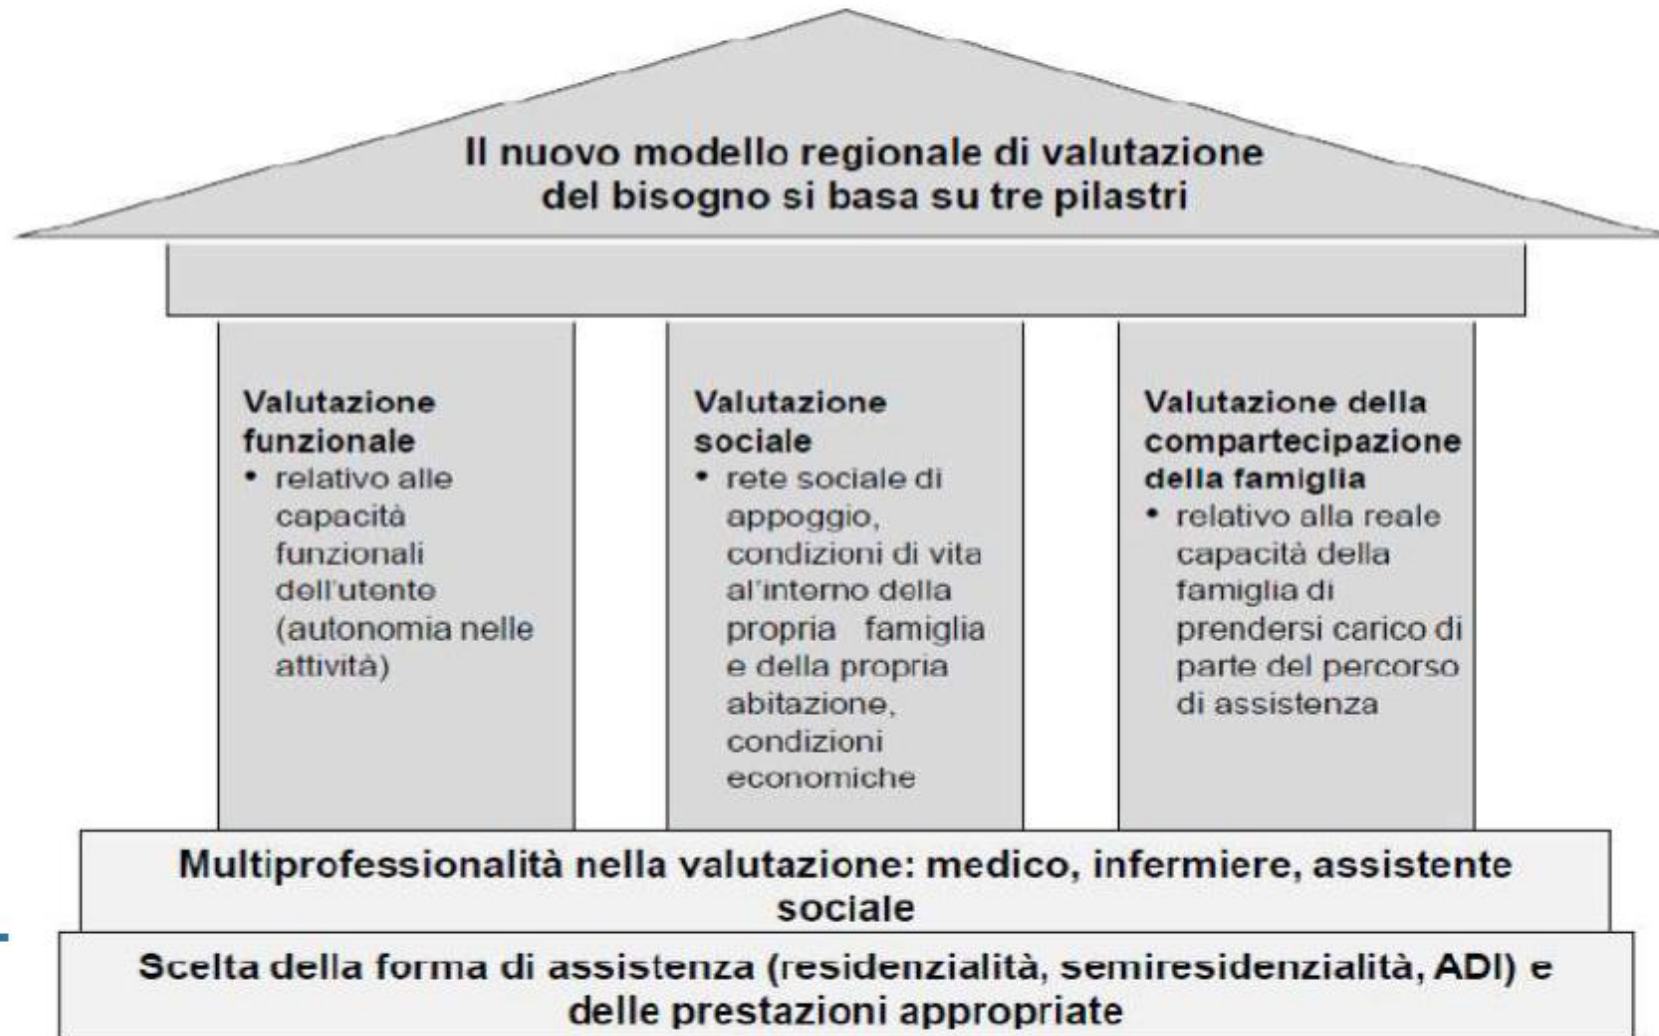 Il nuovo modello regionale di valutazione
del bisogno si basa su tre pilastri
Valutazione
funzionale
• relativo alle
capacità
funzionali
dell'utente
(autonomia nelle
attività)
Valutazione
sociale
• rete sociale di
appoggio,
condizioni di vita
al'interno della
propria famiglia
e della propria
abitazione,
condizioni
economiche
Valutazione della
compartecipazione
della famiglia
• relativo alla reale
capacità della
famiglia di
prendersi carico di
parte del percorso
di assistenza
Multiprofessionalità nella valutazione: medico, infermiere, assistente
sociale
Scelta della forma di assistenza (residenzialità, semiresidenzialità, ADI) e
delle prestazioni appropriate